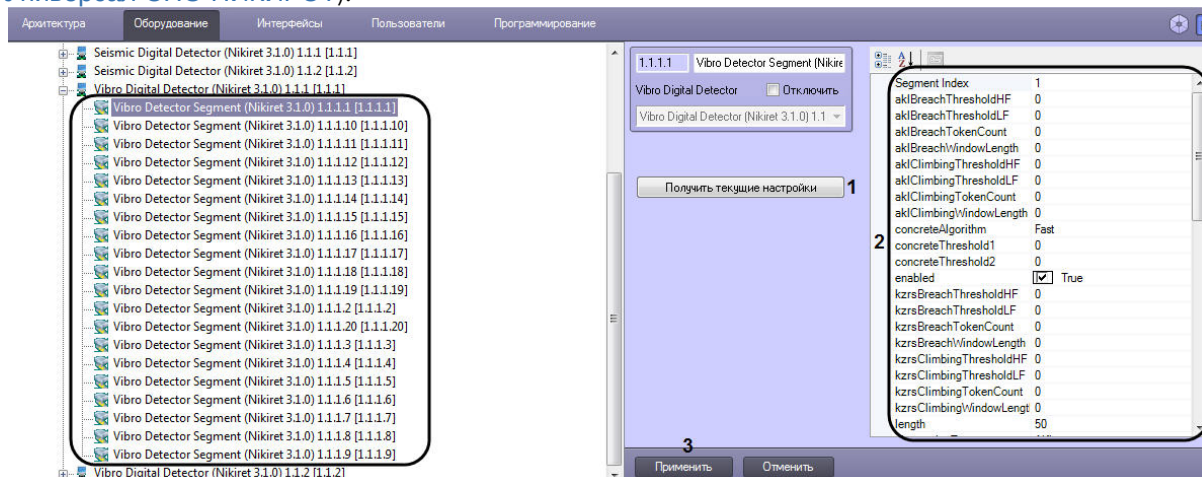 Архитектура Оборудование Интерфейсы Пользователи Программирование
Seismic Digital Detector (Nikiret 3.1.0) 1.1.1 [1.1.1]
Seismic Digital Detector (Nikiret 3.1.0) 1.1.2 [1.1.2]
Vibro Digital Detector (Nikiret 3.1.0) 1.1.1 [1.1.1]
Vibro Detector Segment (Nikiret 3.1.0) 1.1.1.1 [1.1.1.1]
Vibro Detector Segment (Nikiret 3.1.0) 1.1.1.10 [1.1.1.10]
Vibro Detector Segment (Nikiret 3.1.0) 1.1.1.11 [1.1.1.11]
Vibro Detector Segment (Nikiret 3.1.0) 1.1.1.12 [1.1.1.12]
Vibro Detector Segment (Nikiret 3.1.0) 1.1.1.13 [1.1.1.13]
Vibro Detector Segment (Nikiret 3.1.0) 1.1.1.14 [1.1.1.14]
Vibro Detector Segment (Nikiret 3.1.0) 1.1.1.15 [1.1.1.15]
Vibro Detector Segment (Nikiret 3.1.0) 1.1.1.16 [1.1.1.16]
Vibro Detector Segment (Nikiret 3.1.0) 1.1.1.17 [1.1.1.17]
Vibro Detector Segment (Nikiret 3.1.0) 1.1.1.18 [1.1.1.18]
Vibro Detector Segment (Nikiret 3.1.0) 1.1.1.19 [1.1.1.19]
Vibro Detector Segment (Nikiret 3.1.0) 1.1.1.2 [1.1.1.2]
Vibro Detector Segment (Nikiret 3.1.0) 1.1.1.20 [1.1.1.20]
Vibro Detector Segment (Nikiret 3.1.0) 1.1.1.3 [1.1.1.3]
Vibro Detector Segment (Nikiret 3.1.0) 1.1.1.4 [1.1.1.4]
Vibro Detector Segment (Nikiret 3.1.0) 1.1.1.5 [1.1.1.5]
Vibro Detector Segment (Nikiret 3.1.0) 1.1.1.6 [1.1.1.6]
Vibro Detector Segment (Nikiret 3.1.0) 1.1.1.7 [1.1.1.7]
Vibro Detector Segment (Nikiret 3.1.0) 1.1.1.8 [1.1.1.8]
Vibro Detector Segment (Nikiret 3.1.0) 1.1.1.9 [1.1.1.9]
Vibro Digital Detector (Nikiret 3.1.0) 1.1.2 [1.1.2]
1.1.1.1 Vibro Detector Segment (Nikire
Vibro Digital Detector Отключить
Vibro Digital Detector (Nikiret 3.1.0) 1.1
Получить текущие настройки 1
3
Применить Отменить
2
Segment Index 1
aklBreachThresholdHF 0
aklBreachThresholdLF 0
aklBreachTokenCount 0
aklBreachWindowLength 0
aklClimbingThresholdHF 0
aklClimbingThresholdLF 0
aklClimbingTokenCount 0
aklClimbingWindowLength 0
concreteAlgorithm Fast
concreteThreshold1 0
concreteThreshold2 0
enabled True
kzrsBreachThresholdHF 0
kzrsBreachThresholdLF 0
kzrsBreachTokenCount 0
kzrsBreachWindowLength 0
kzrsClimbingThresholdHF 0
kzrsClimbingThresholdLF 0
kzrsClimbingTokenCount 0
kzrsClimbingWindowLengt 0
length 50